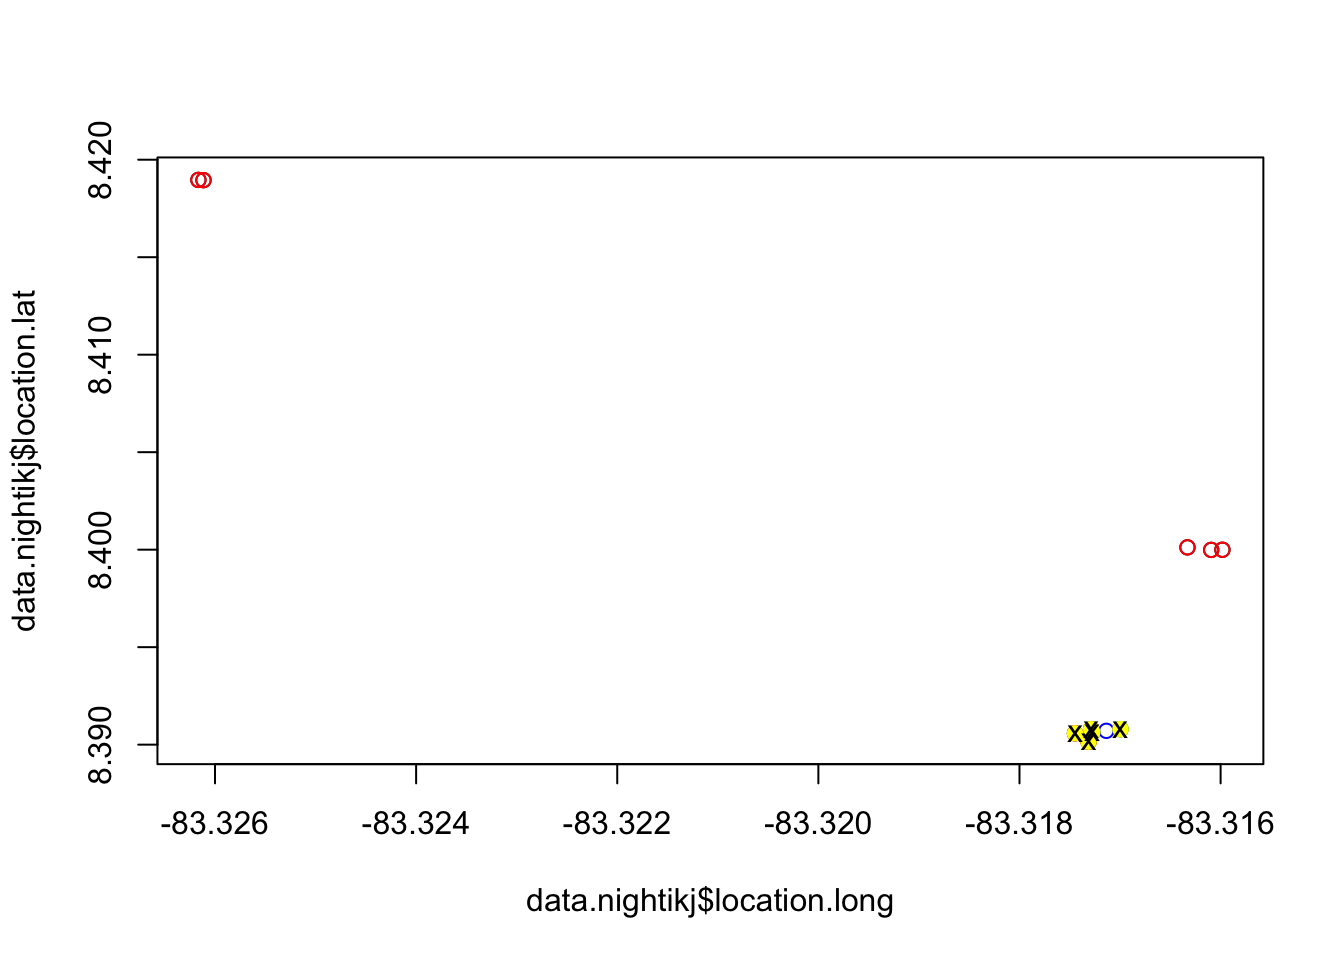 data.nightikj$location.lat
8.420
8.410
8.400
8.390
x x x x x
-83.326 -83.324 -83.322 -83.320 -83.318 -83.316
data.nightikj$location.long